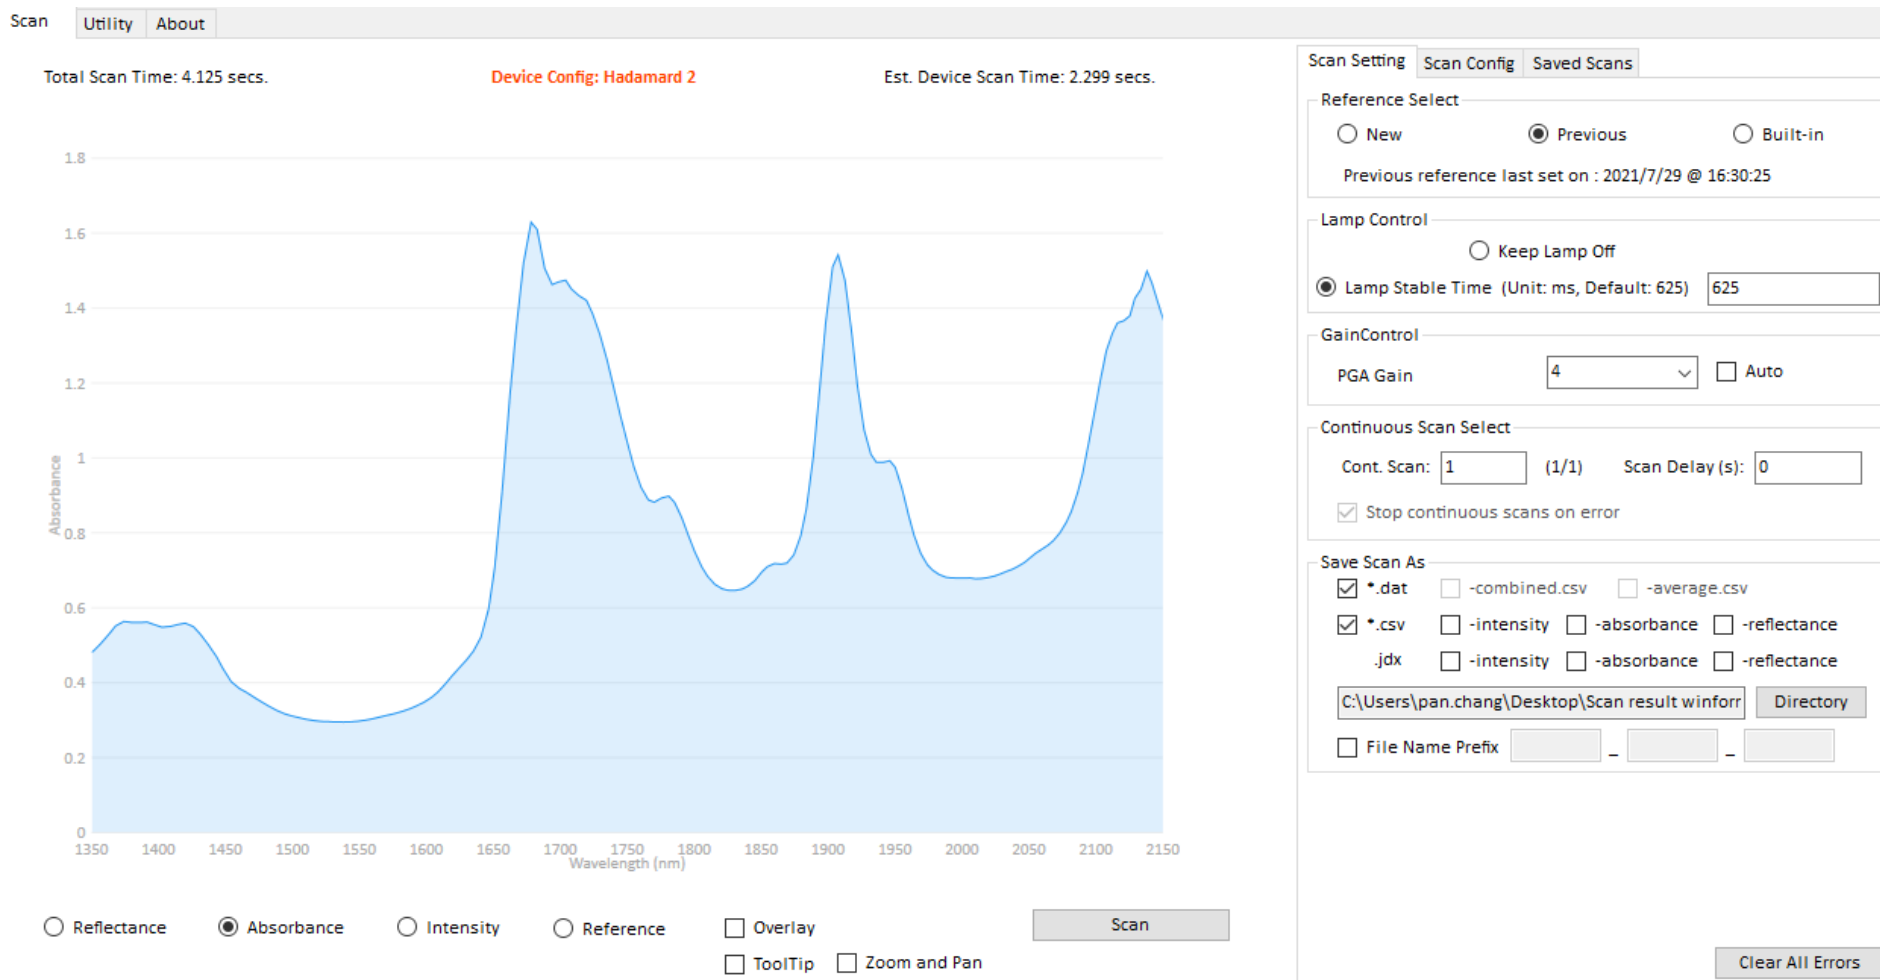 Scan Utility About
Total Scan Time: 4.125 secs. Device Config: Hadamard 2 Est. Device Scan Time: 2.299 secs.
1.8
1.6
1.4
1.2
1
0.8
0.6
0.4
0.2
0
Absorbance
1350 1400 1450 1500 1550 1600 1650 1700 1750 1800 1850 1900 1950 2000 2050 2100 2150
Wavelength (nm)
Reflectance Absorbance Intensity Reference Overlay Scan
ToolTip Zoom and Pan
Scan Setting Scan Config Saved Scans
Reference Select
New Previous Built-in
Previous reference last set on : 2021/7/29 @ 16:30:25
Lamp Control
Keep Lamp Off
Lamp Stable Time (Unit: ms, Default: 625) 625
GainControl
PGA Gain 4 Auto
Continuous Scan Select
Cont. Scan: 1 (1/1) Scan Delay (s): 0
Stop continuous scans on error
Save Scan As
*.dat -combined.csv -average.csv
*.csv -intensity -absorbance -reflectance
.jdx -intensity -absorbance -reflectance
C:\Users\pan.chang\Desktop\Scan result winforr Directory
File Name Prefix _ _
Clear All Errors